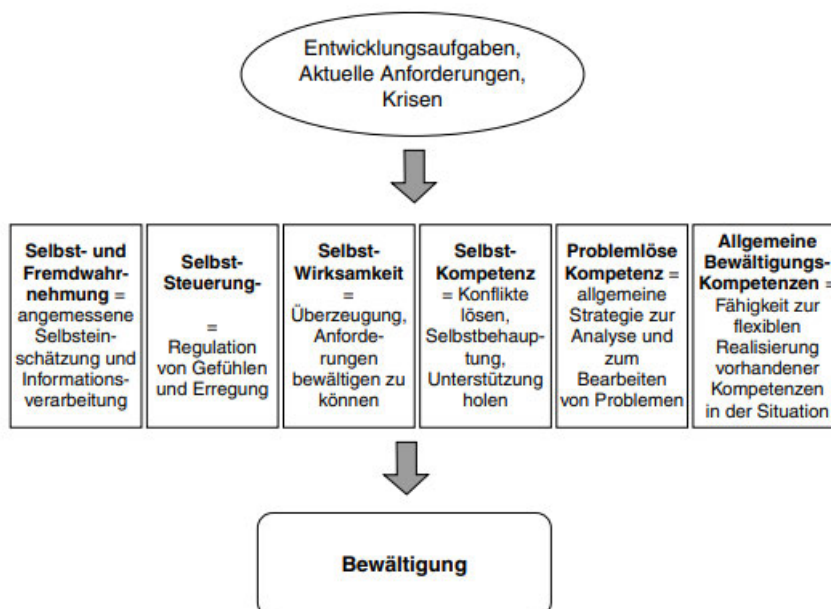 Entwicklungsaufgaben,
Aktuelle Anforderungen,
Krisen
Selbst- und
Fremdwahr-
nehmung =
angemessene
Selbstein-
schätzung und
Informations-
verarbeitung
Selbst-
Steuerung-
=
Regulation
von Gefühlen
und Erregung
Selbst-
Wirksamkeit
=
Überzeugung,
Anforde-
rungen
bewältigen zu
können
Selbst-
Kompetenz
= Konflikte
lösen,
Selbstbehaup-
tung,
Unterstützung
holen
Problemlöse
Kompetenz =
allgemeine
Strategie zur
Analyse und
zum
Bearbeiten
von Problemen
Allgemeine
Bewältigungs-
Kompetenzen =
Fähigkeit zur
flexiblen
Realisierung
vorhandener
Kompetenzen
in der Situation
Bewältigung